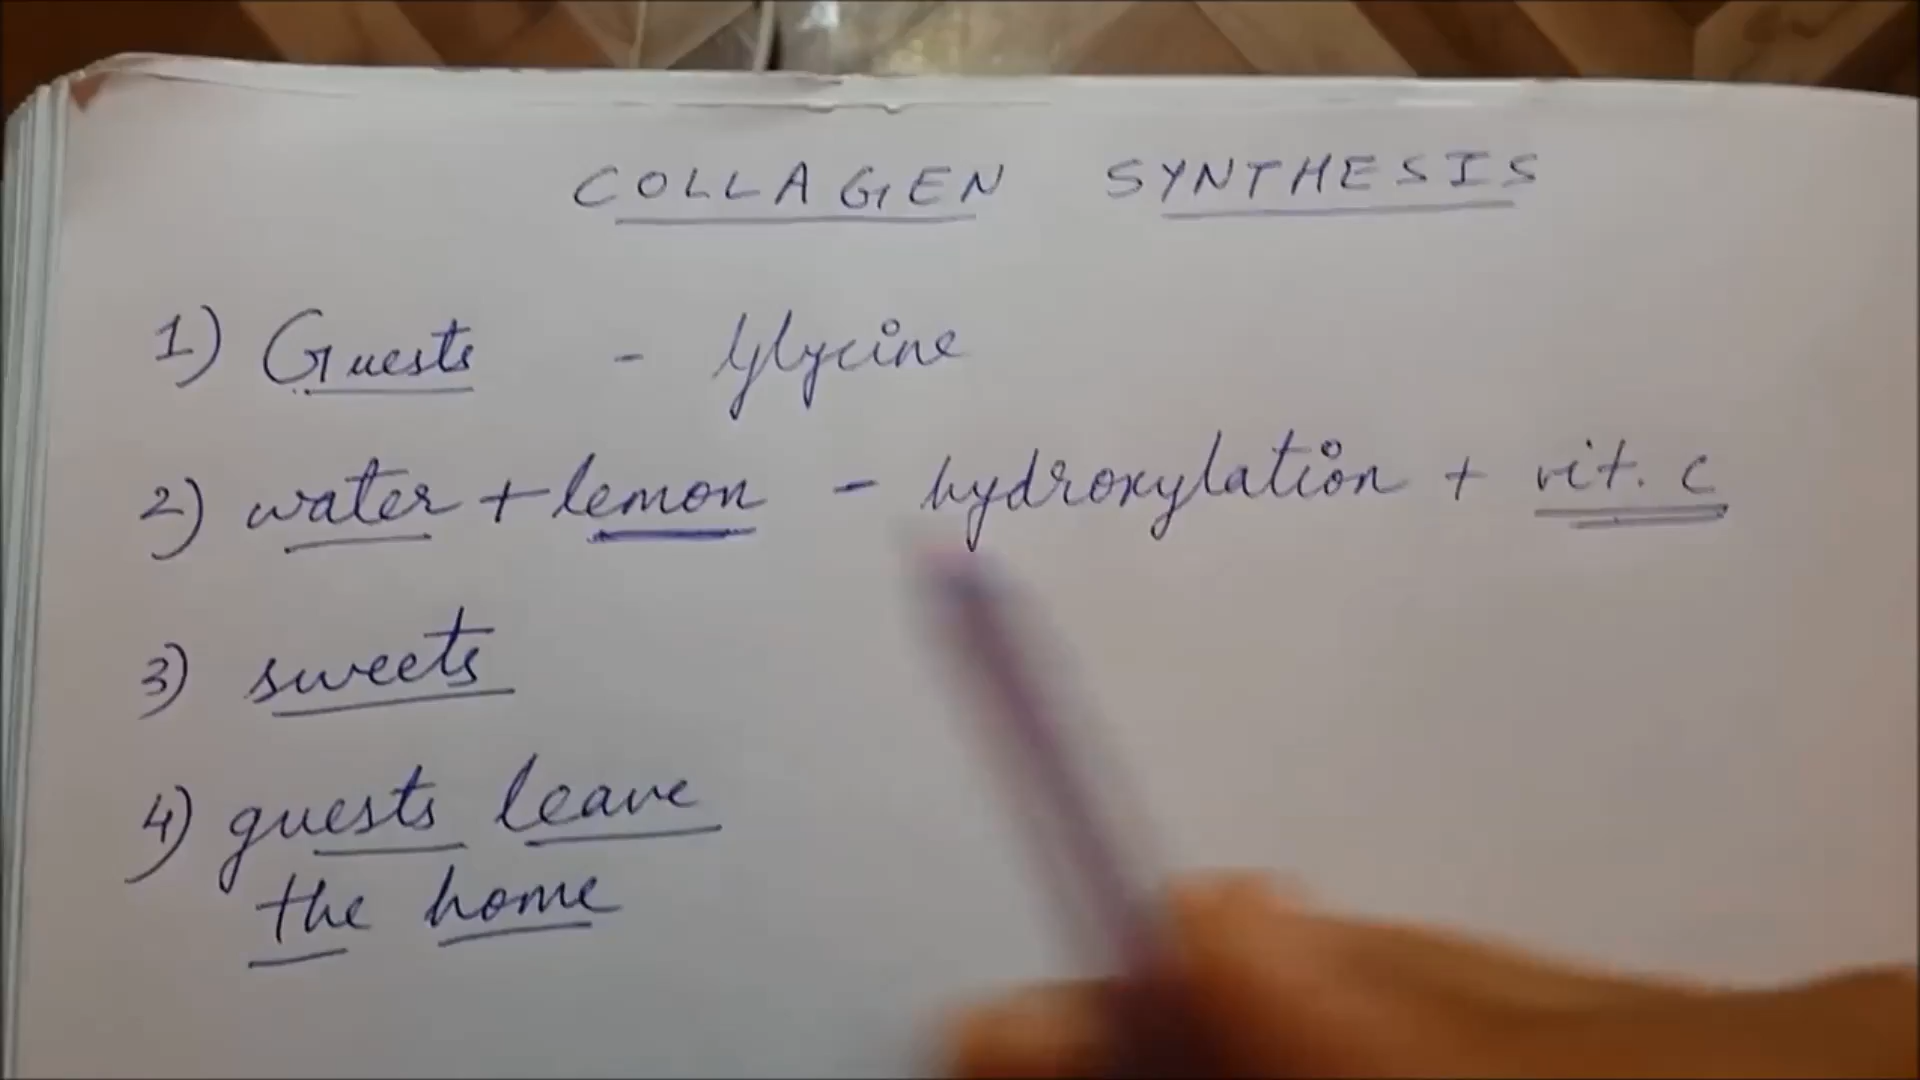 COLLAGEN SYNTHESIS
1) Guests - Glycine
2) water + lemon - hydroxylation + vit. c
3) sweets
4) guests leave
the home